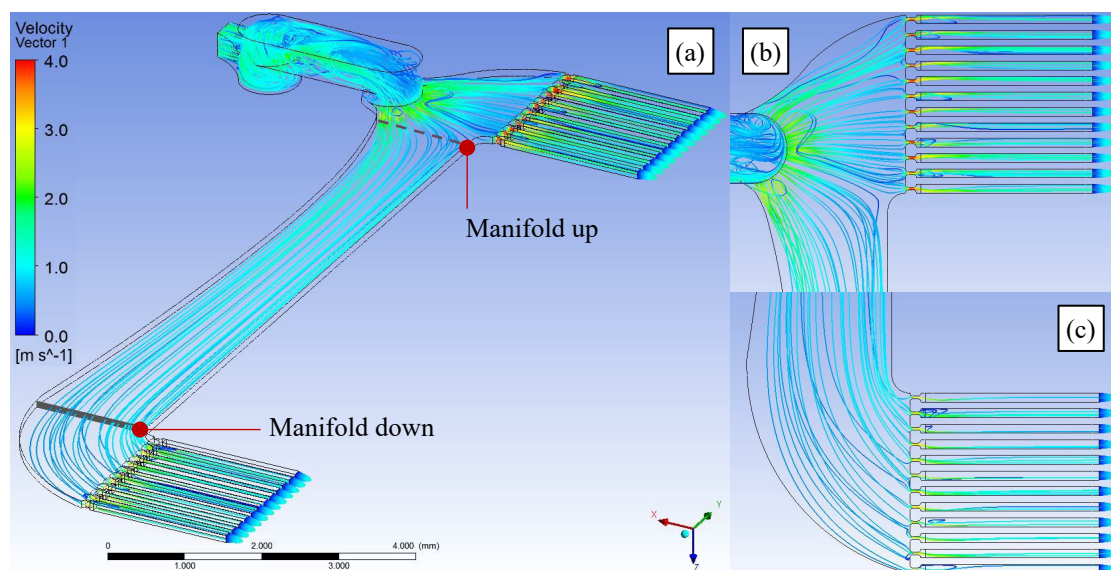 Velocity
Vector 1
4.0
3.0
2.0
1.0
0.0
[m s^-1]
(a)
Manifold up
Manifold down
X
Y
Z
0
2.000
4.000
(mm)
1.000
3.000
(b)
(c)